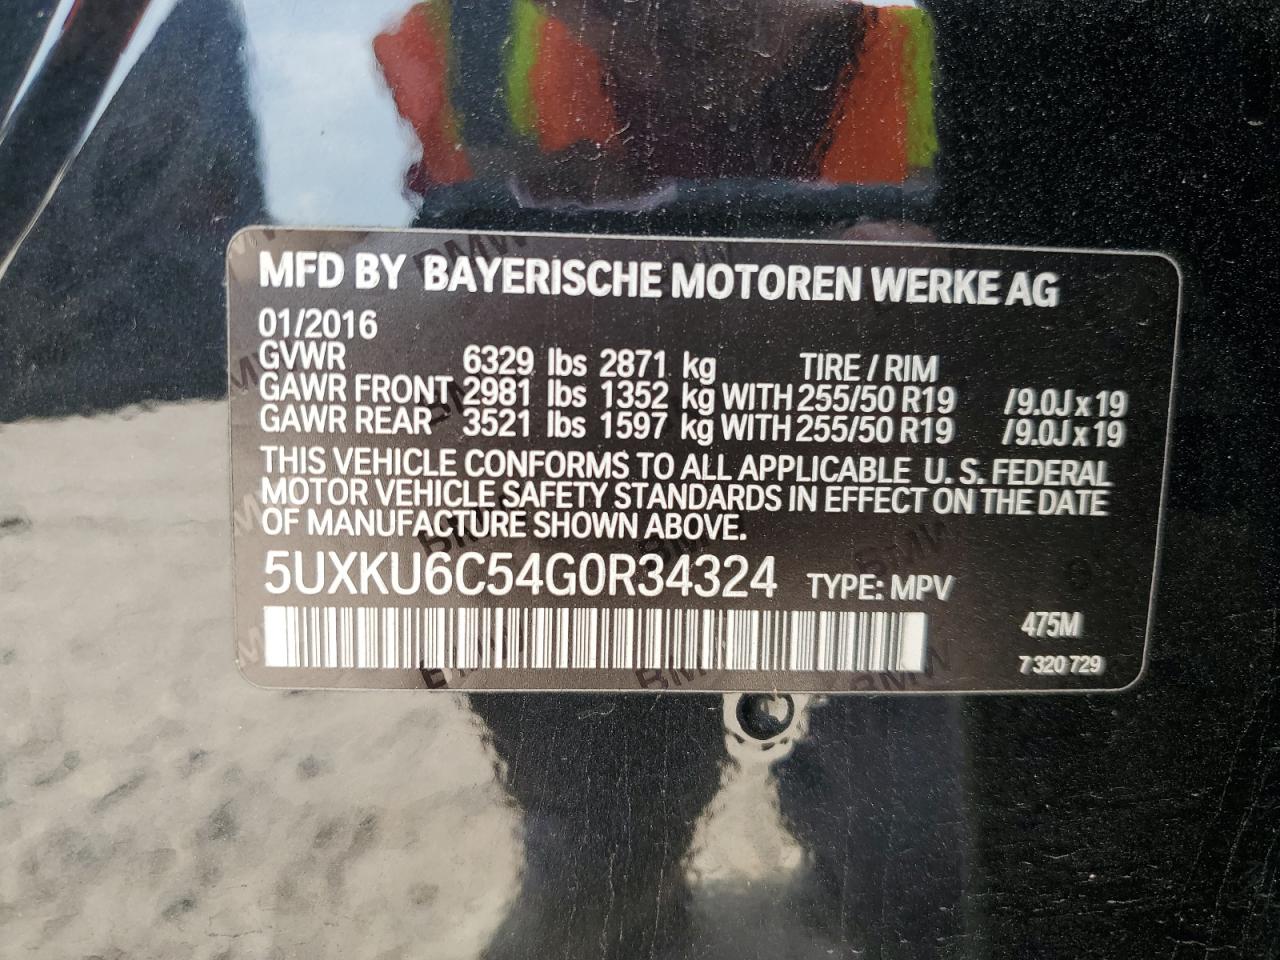 MFD BY BAYERISCHE MOTOREN WERKE AG
01/2016
GVWR 6329 lbs 2871 kg TIRE / RIM
GAWR FRONT 2981 lbs 1352 kg WITH 255/50 R19 /9.0J x 19
GAWR REAR 3521 lbs 1597 kg WITH 255/50 R19 /9.0J x 19
THIS VEHICLE CONFORMS TO ALL APPLICABLE U.S. FEDERAL
MOTOR VEHICLE SAFETY STANDARDS IN EFFECT ON THE DATE
OF MANUFACTURE SHOWN ABOVE.
5UXKU6C54G0R34324 TYPE: MPV
475M
7 320 729